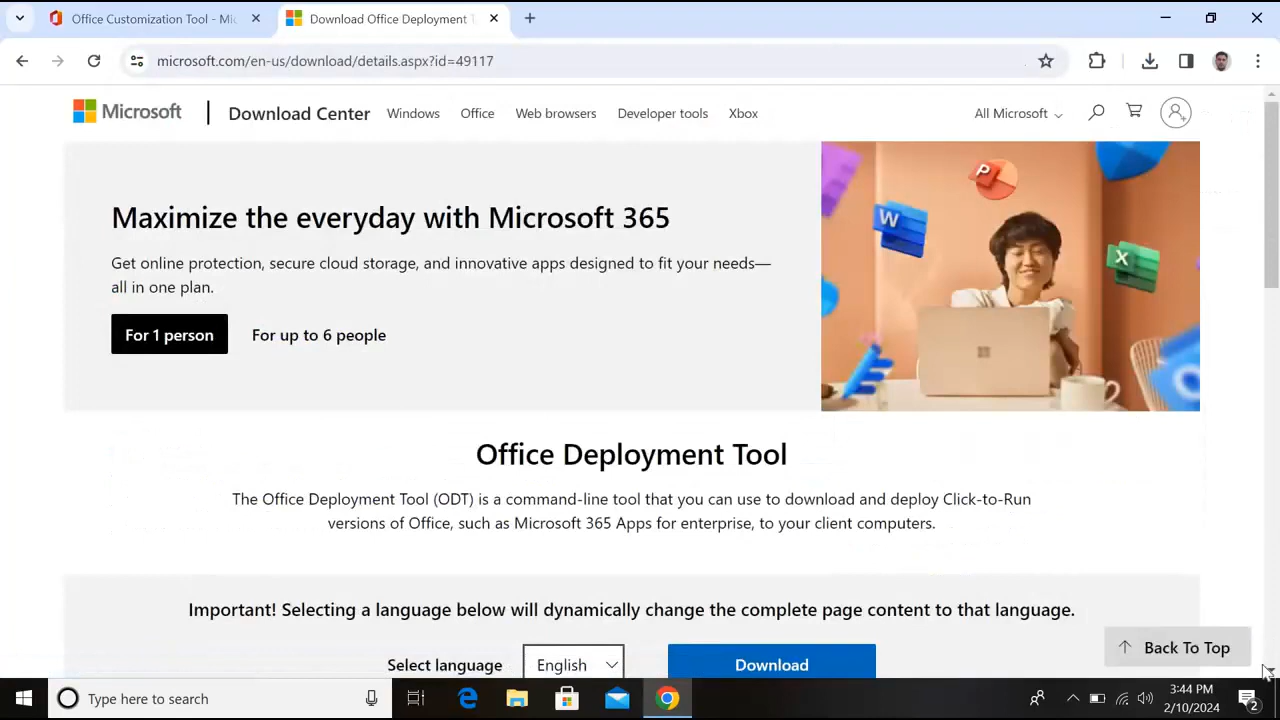 Office Customization Tool - Mic
Download Office Deployment T
microsoft.com/en-us/download/details.aspx?id=49117
Microsoft
Download Center
Windows
Office
Web browsers
Developer tools
Xbox
All Microsoft
Maximize the everyday with Microsoft 365
Get online protection, secure cloud storage, and innovative apps designed to fit your needs—
all in one plan.
For 1 person
For up to 6 people
P
W
X
Office Deployment Tool
The Office Deployment Tool (ODT) is a command-line tool that you can use to download and deploy Click-to-Run
versions of Office, such as Microsoft 365 Apps for enterprise, to your client computers.
Important! Selecting a language below will dynamically change the complete page content to that language.
Select language
English
Download
Back To Top
Type here to search
3:44 PM
2/10/2024
2